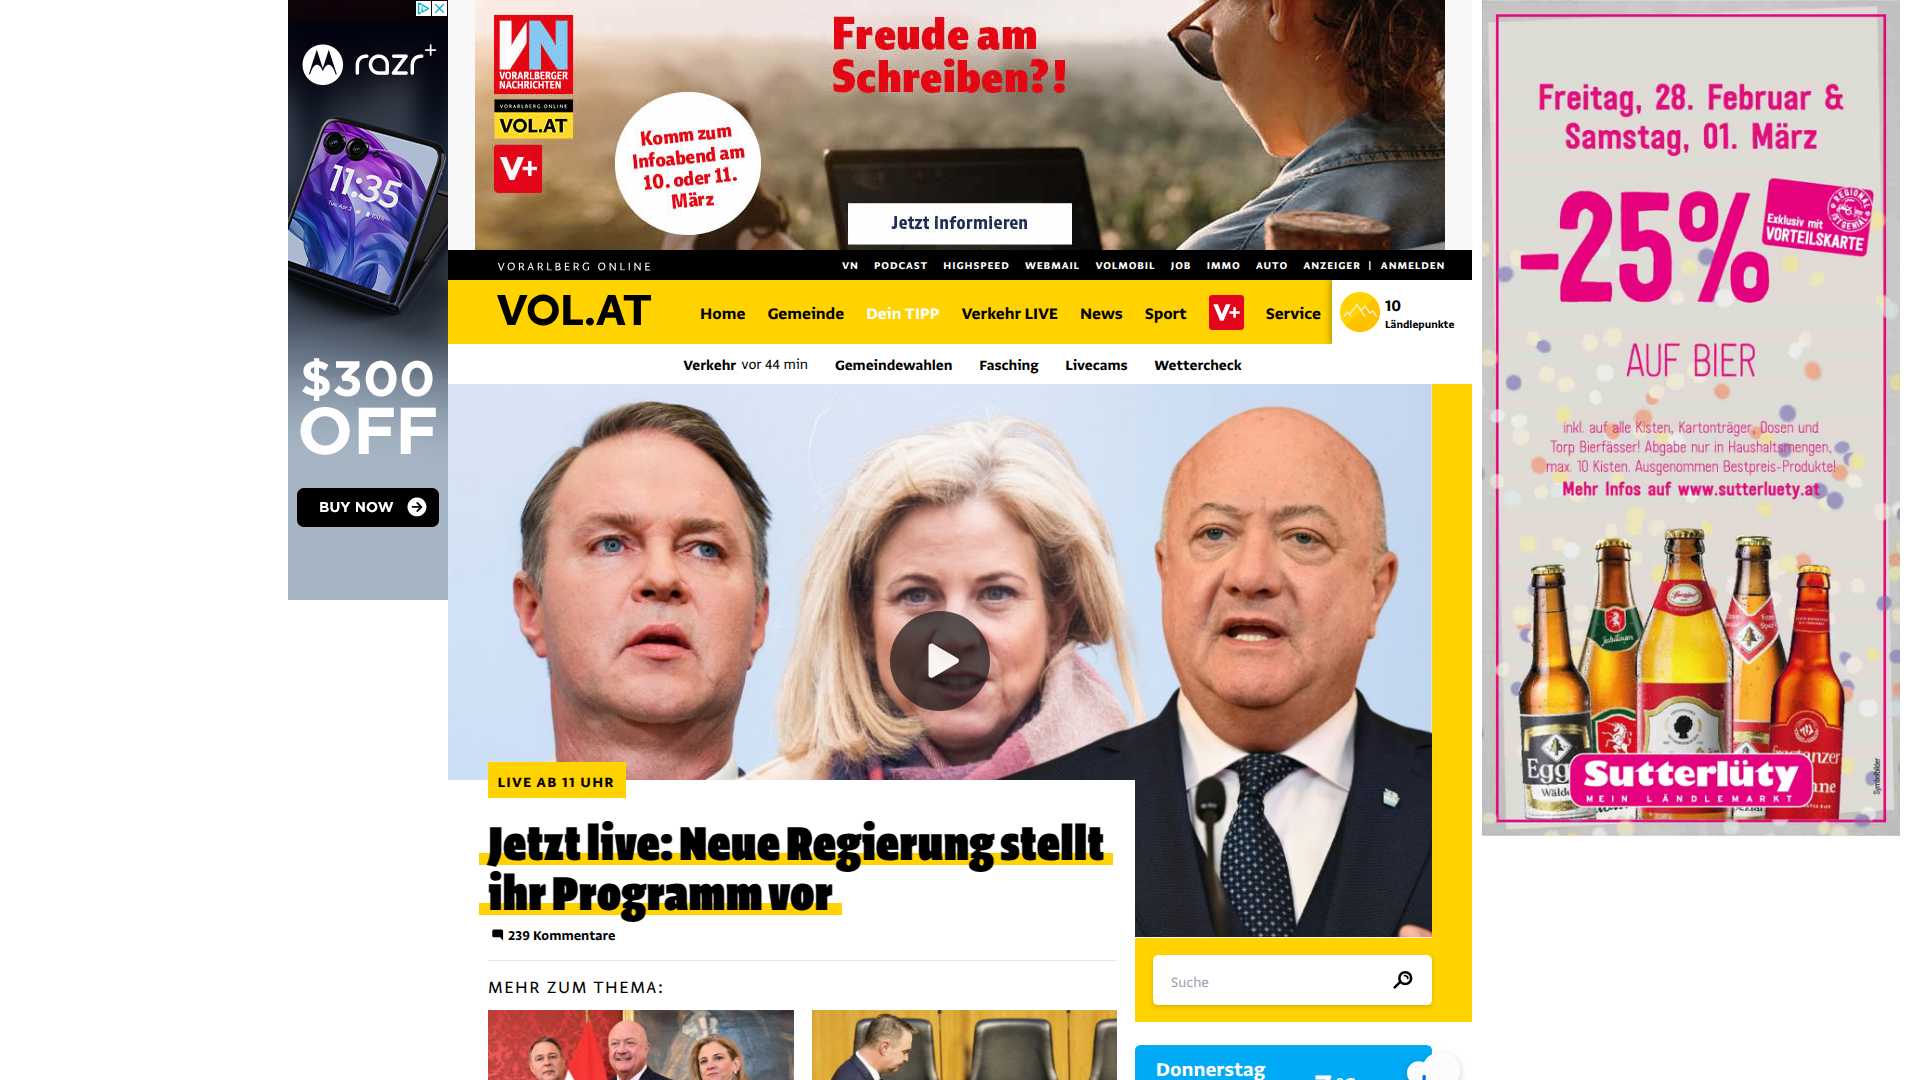 razr+
11:35
$300
OFF
BUY NOW
VN
VORARLBERGER
NACHRICHTEN
VORARLBERG ONLINE
VOL.AT
V+
Freude am
Schreiben?!
Komm zum
Infoabend am
10. oder 11.
März
Jetzt Informieren
VORARLBERG ONLINE
VN PODCAST HIGHSPEED WEBMAIL VOLMOBIL JOB IMMO AUTO ANZEIGER | ANMELDEN
VOL.AT
Home Gemeinde Dein TIPP Verkehr LIVE News Sport V+ Service
10
Ländlepunkte
Verkehr vor 44 min Gemeindewahlen Fasching Livecams Wettercheck
LIVE AB 11 UHR
Jetzt live: Neue Regierung stellt
ihr Programm vor
239 Kommentare
MEHR ZUM THEMA:
Suche
Donnerstag
Freitag, 28. Februar &
Samstag, 01. März
-25%
REGIONAL
IST GENIAL
Exklusiv mit
VORTEILSKARTE
AUF BIER
inkl. auf alle Kisten, Kartonträger, Dosen und
Torp Bierfässer! Abgabe nur in Haushaltsmengen,
max. 10 Kisten. Ausgenommen Bestpreis-Produkte!
Mehr Infos auf www.sutterluety.at
Egg
Wälde
Sutterlüty
MEIN LÄNDLEMARKT
Symbolbilder